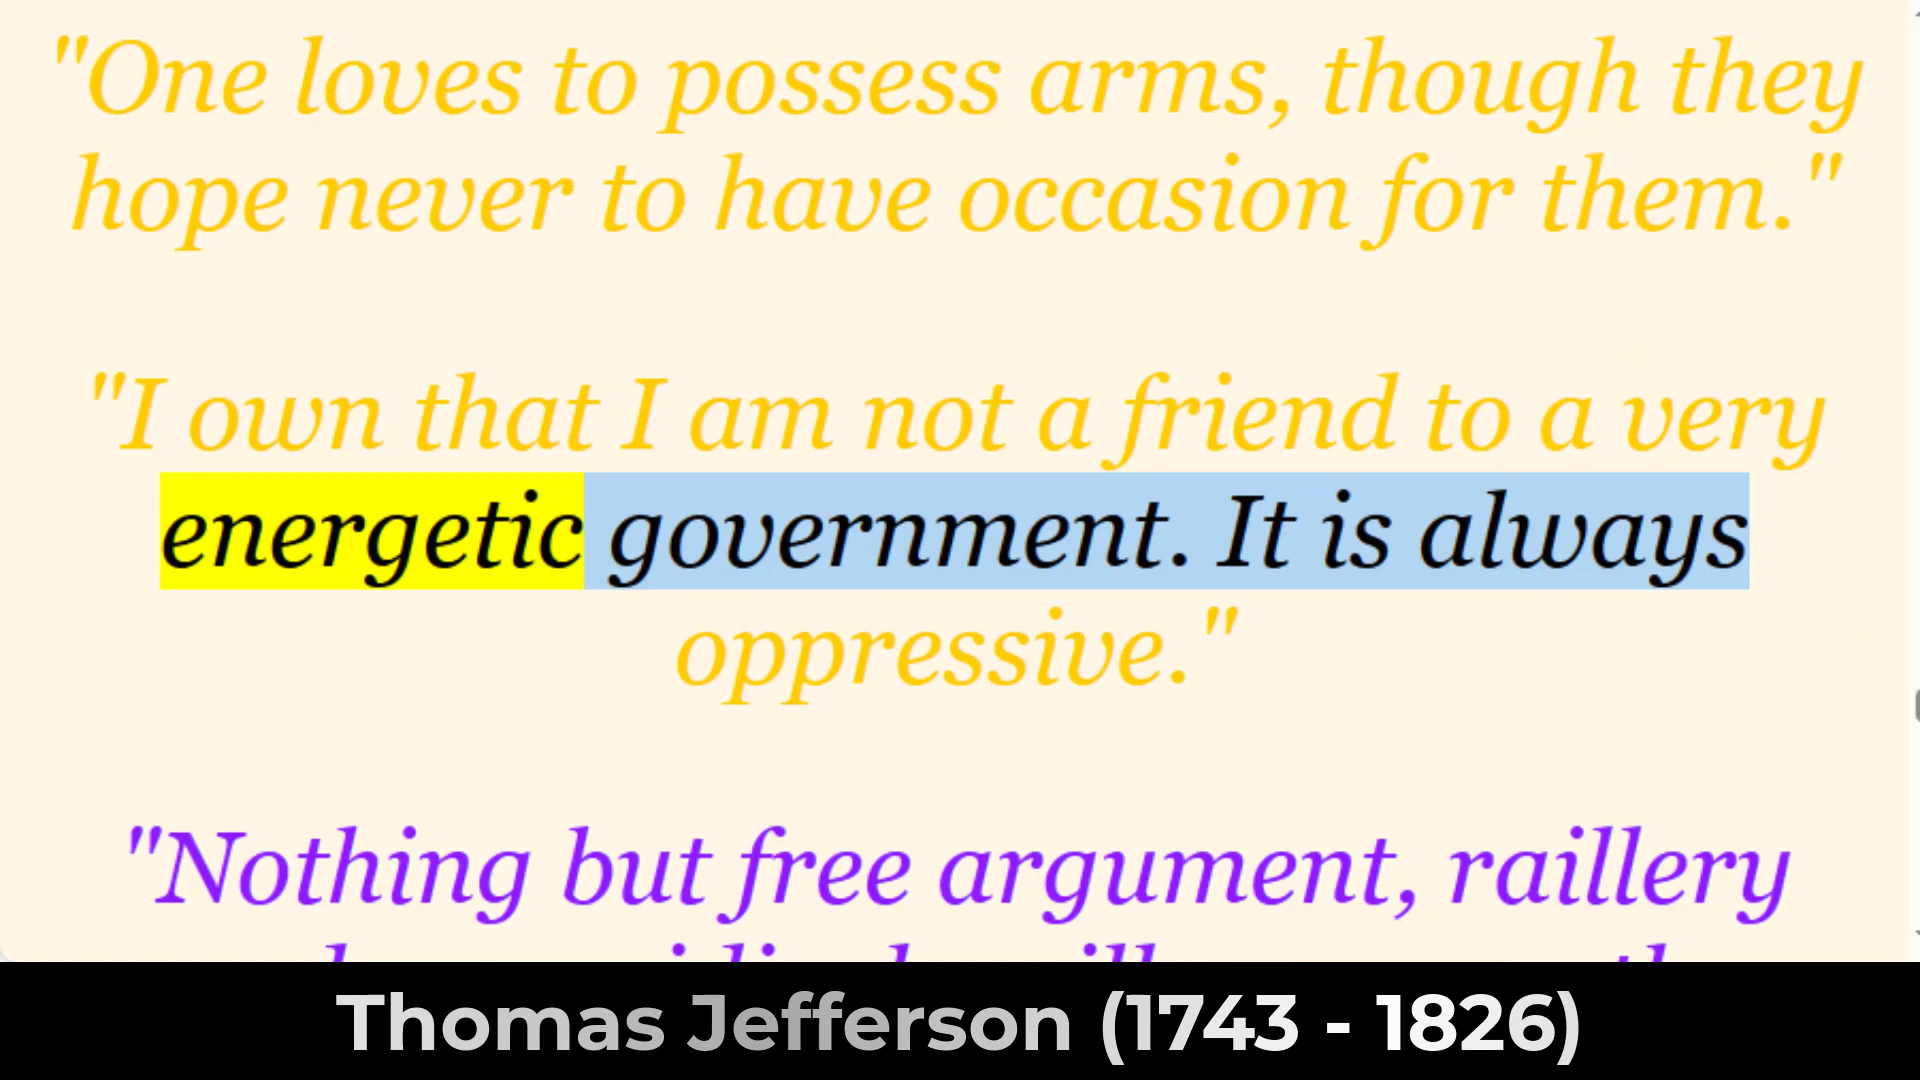 "One loves to possess arms, though they
hope never to have occasion for them."
"I own that I am not a friend to a very
energetic government. It is always
oppressive."
"Nothing but free argument, raillery
Thomas Jefferson (1743 - 1826)